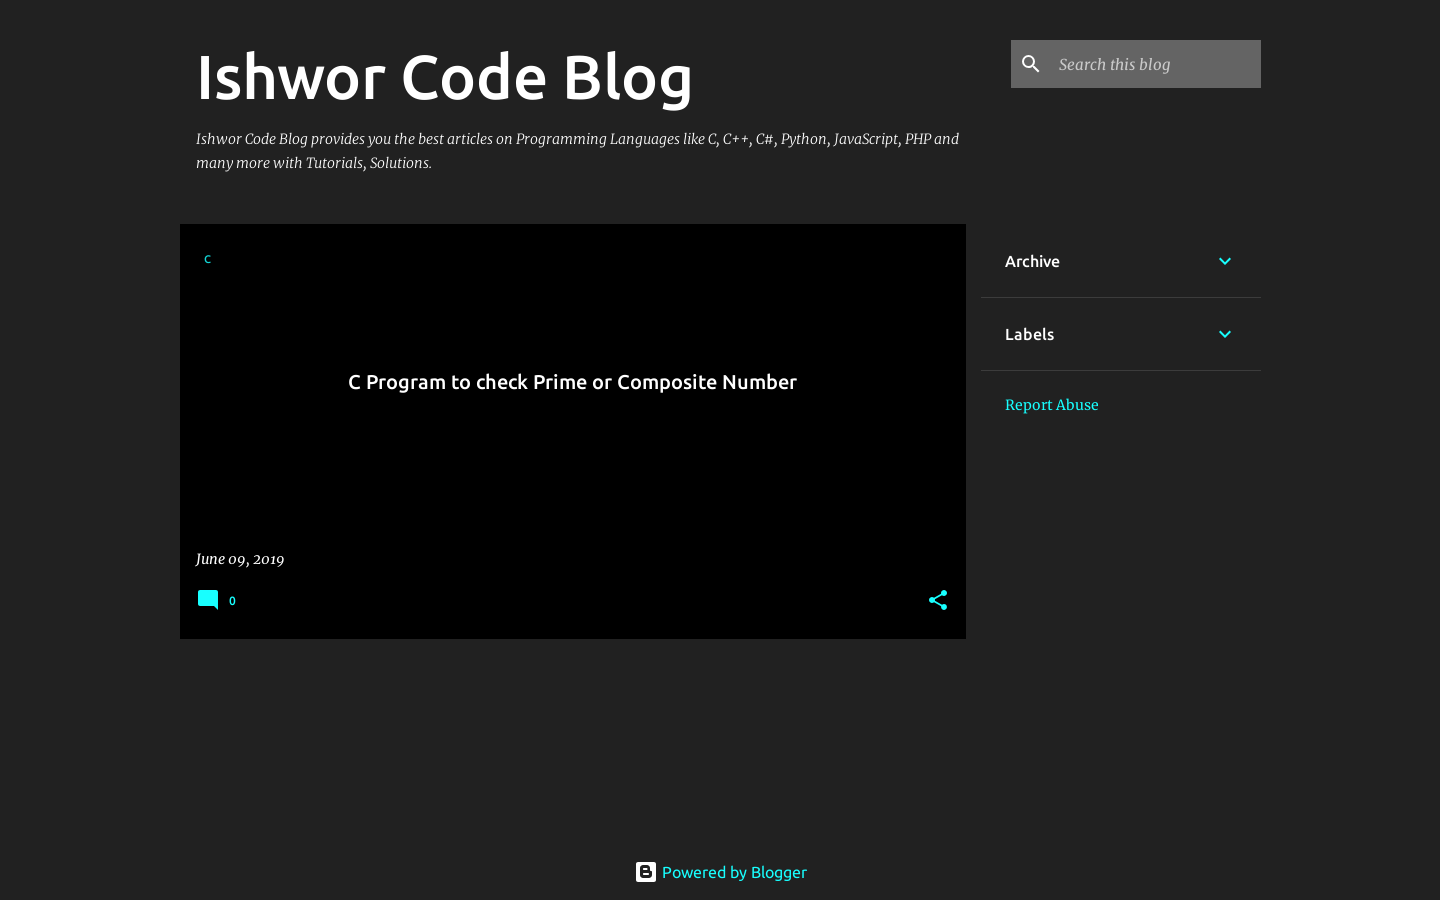 Ishwor Code Blog
Search this blog
Ishwor Code Blog provides you the best articles on Programming Languages like C, C++, C#, Python, JavaScript, PHP and
many more with Tutorials, Solutions.
C
C Program to check Prime or Composite Number
June 09, 2019
0
Archive
Labels
Report Abuse
Powered by Blogger